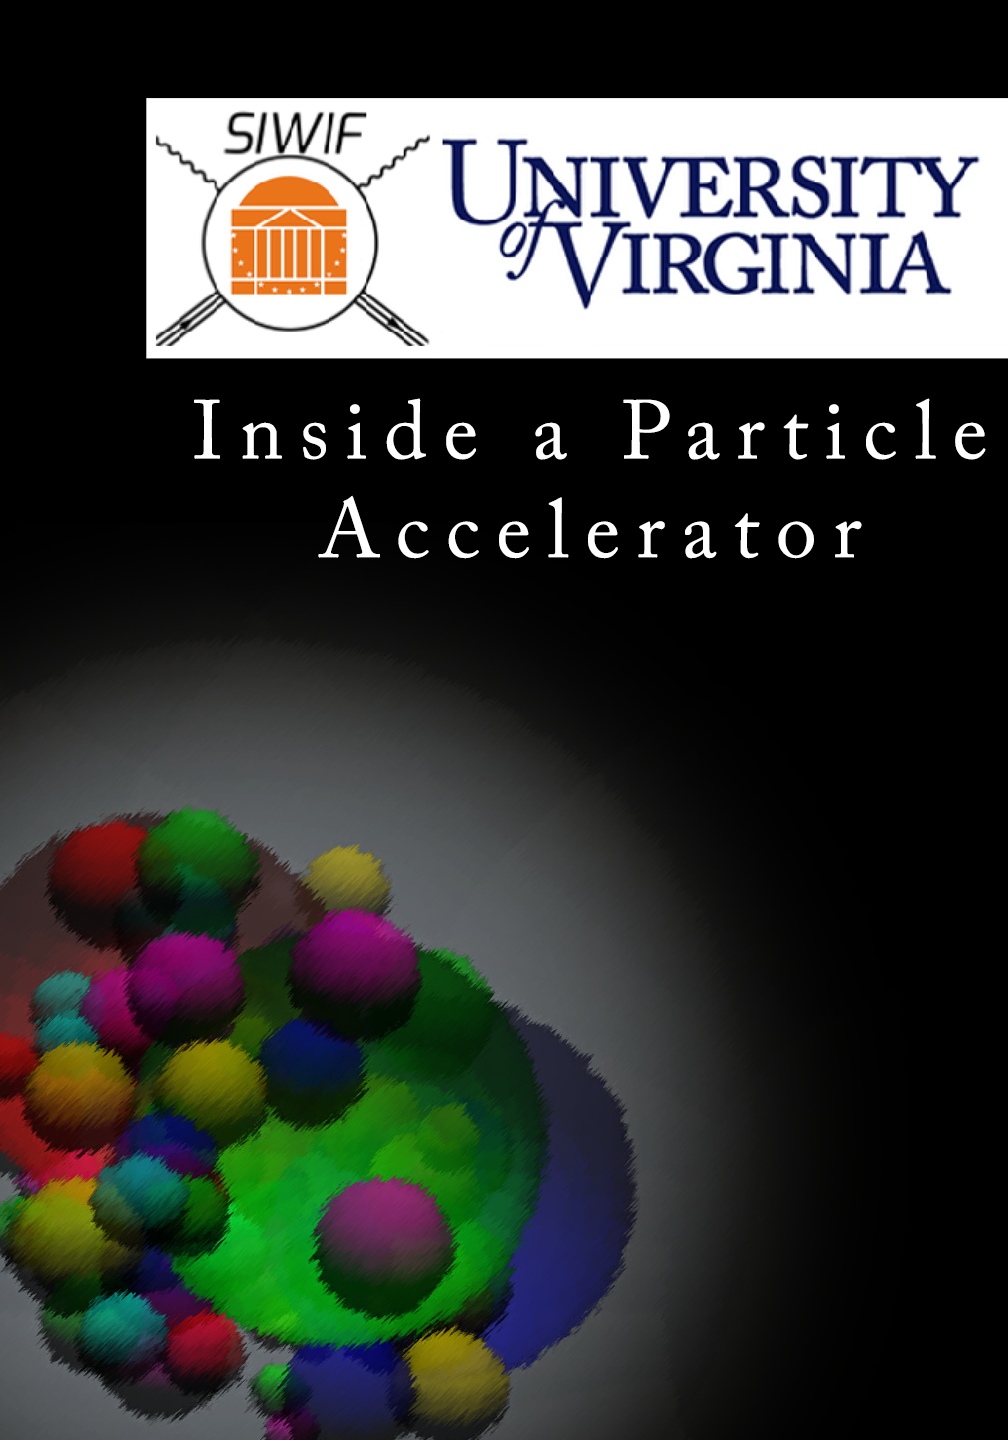 SIWIF
UNIVERSITY
of VIRGINIA
Inside a Particle
Accelerator